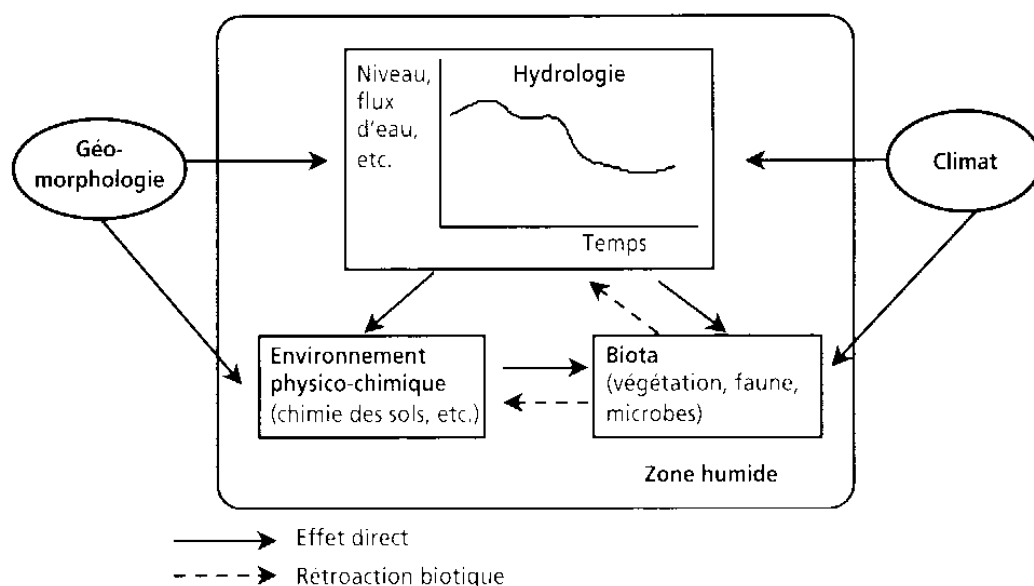 Niveau,
flux
d'eau,
etc.
Hydrologie
Temps
Géo-
morphologie
Climat
Environnement
physico-chimique
(chimie des sols, etc.)
Biota
(végétation, faune,
microbes)
Zone humide
Effet direct
Rétroaction biotique